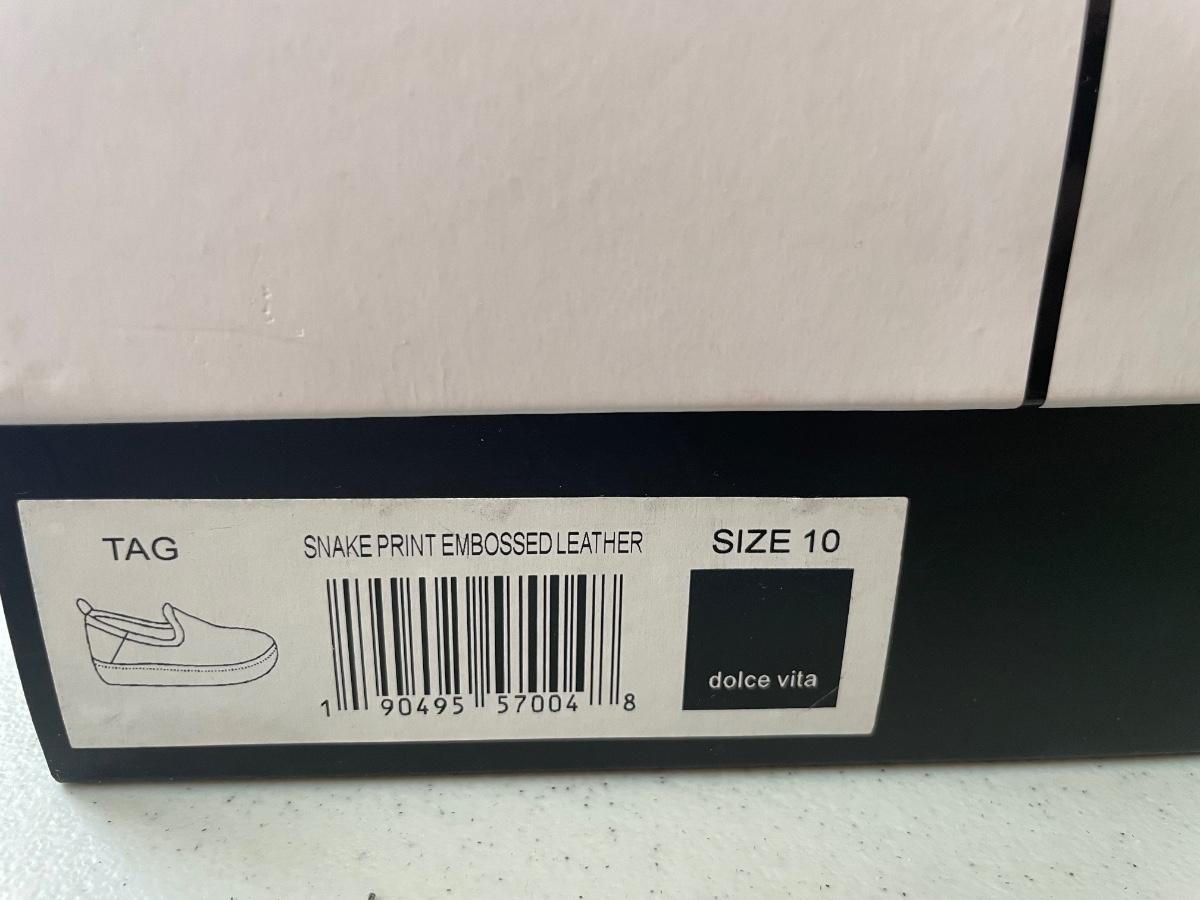 TAG
SNAKE PRINT EMBOSSED LEATHER
SIZE 10
dolce vita
1 90495 57004 8